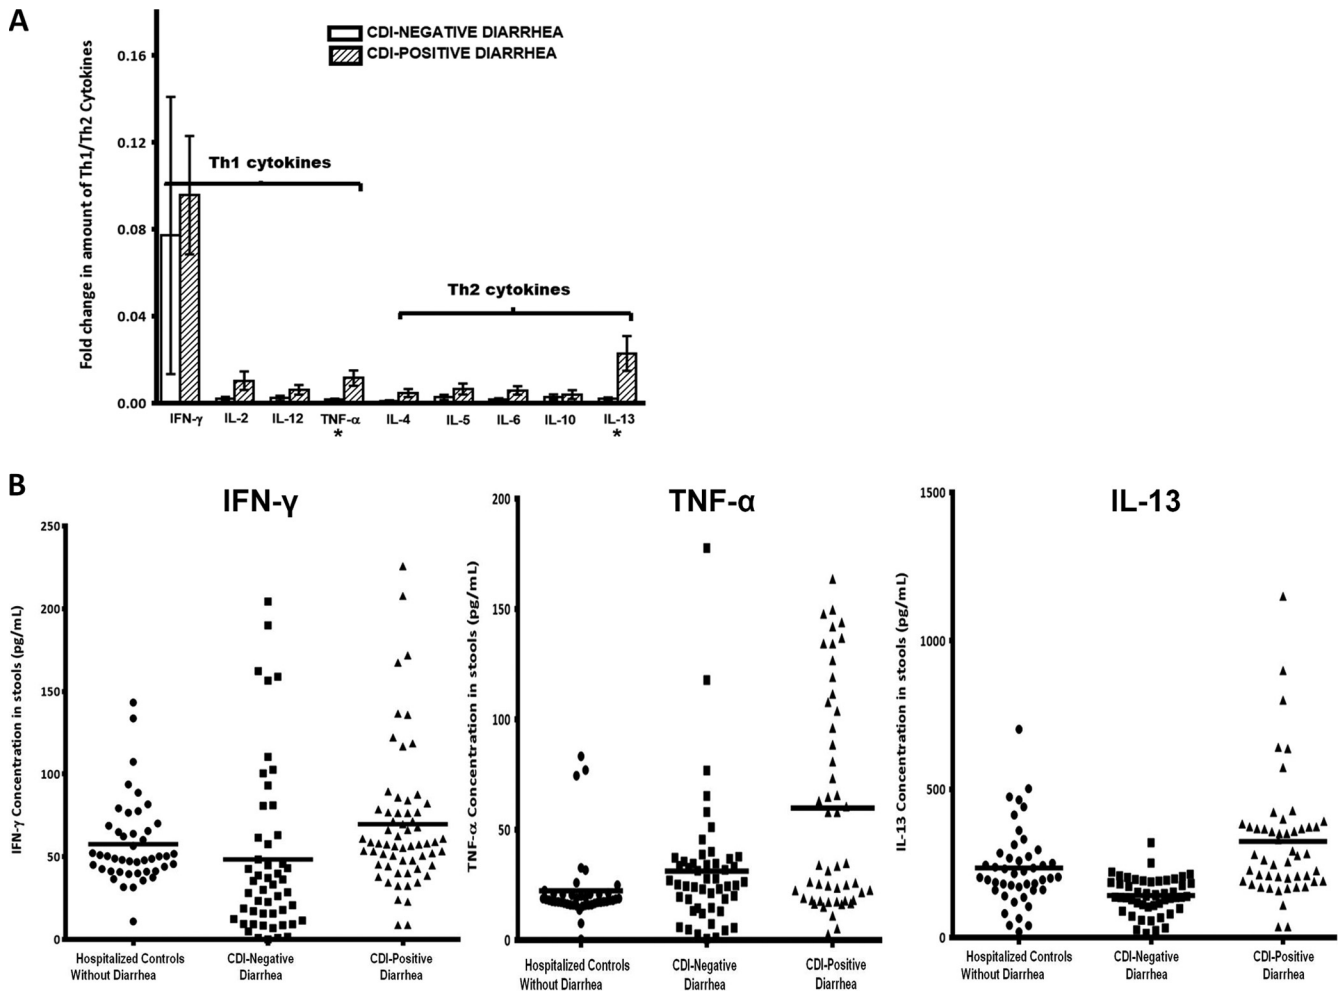 A
CDI-NEGATIVE DIARRHEA
CDI-POSITIVE DIARRHEA
Fold change in amount of Th1/Th2 Cytokines
0.16
0.12
0.08
0.04
0.00
Th1 cytokines
Th2 cytokines
IFN-γ IL-2 IL-12 TNF-α IL-4 IL-5 IL-6 IL-10 IL-13
* *
B
IFN-γ
IFN-γ Concentration in stools (pg/mL)
250
200
150
100
50
0
Hospitalized Controls
Without Diarrhea
CDI-Negative
Diarrhea
CDI-Positive
Diarrhea
TNF-α
TNF-α Concentration in stools (pg/mL)
200
150
100
50
0
Hospitalized Controls
Without Diarrhea
CDI-Negative
Diarrhea
CDI-Positive
Diarrhea
IL-13
IL-13 Concentration in stools (pg/mL)
1500
1000
500
0
Hospitalized Controls
Without Diarrhea
CDI-Negative
Diarrhea
CDI-Positive
Diarrhea